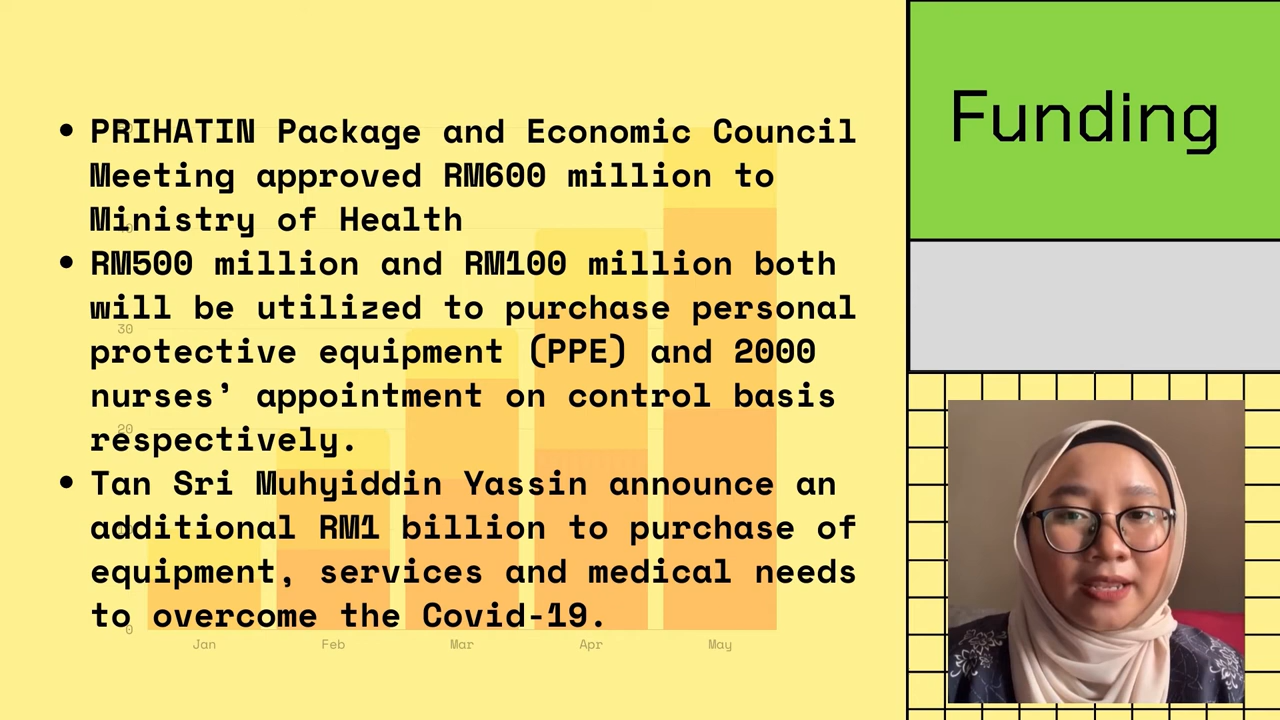 • PRIHATIN Package and Economic Council
Meeting approved RM600 million to
Ministry of Health
• RM500 million and RM100 million both
will be utilized to purchase personal
protective equipment (PPE) and 2000
nurses' appointment on control basis
respectively.
• Tan Sri Muhyiddin Yassin announce an
additional RM1 billion to purchase of
equipment, services and medical needs
to overcome the Covid-19.
30
20
0
Jan Feb Mar Apr May
Funding